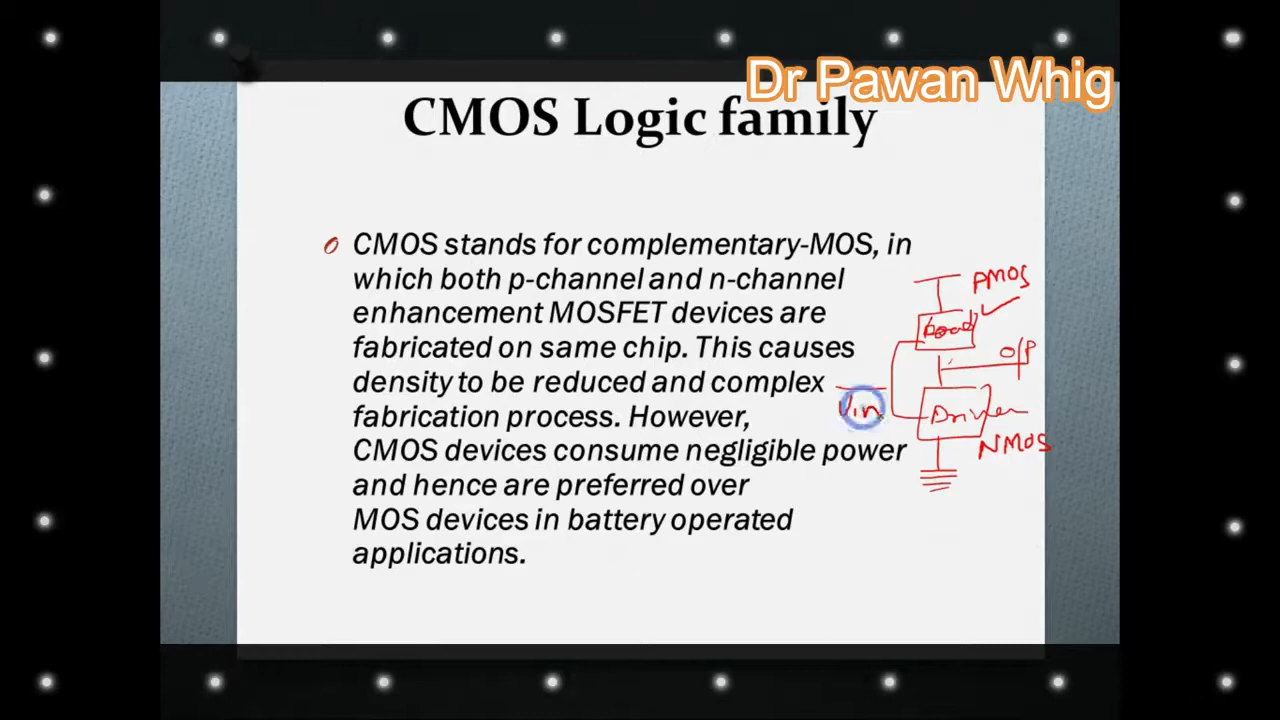 Dr Pawan Whig
CMOS Logic family
CMOS stands for complementary-MOS, in
which both p-channel and n-channel
enhancement MOSFET devices are
fabricated on same chip. This causes
density to be reduced and complex
fabrication process. However,
CMOS devices consume negligible power
and hence are preferred over
MOS devices in battery operated
applications.
PMOS
Load
O/P
Vin
Driver
NMOS